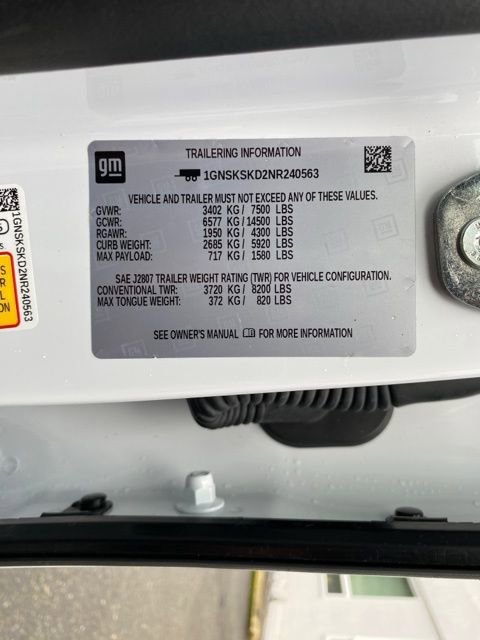 gm
TRAILERING INFORMATION
1GNSKSKD2NR240563
VEHICLE AND TRAILER MUST NOT EXCEED ANY OF THESE VALUES.
GVWR: 3402 KG / 7500 LBS
GCWR: 6577 KG / 14500 LBS
RGAWR: 1950 KG / 4300 LBS
CURB WEIGHT: 2685 KG / 5920 LBS
MAX PAYLOAD: 717 KG / 1580 LBS
SAE J2807 TRAILER WEIGHT RATING (TWR) FOR VEHICLE CONFIGURATION.
CONVENTIONAL TWR: 3720 KG / 8200 LBS
MAX TONGUE WEIGHT: 372 KG / 820 LBS
SEE OWNER'S MANUAL FOR MORE INFORMATION
1GNSKSKD2NR240563